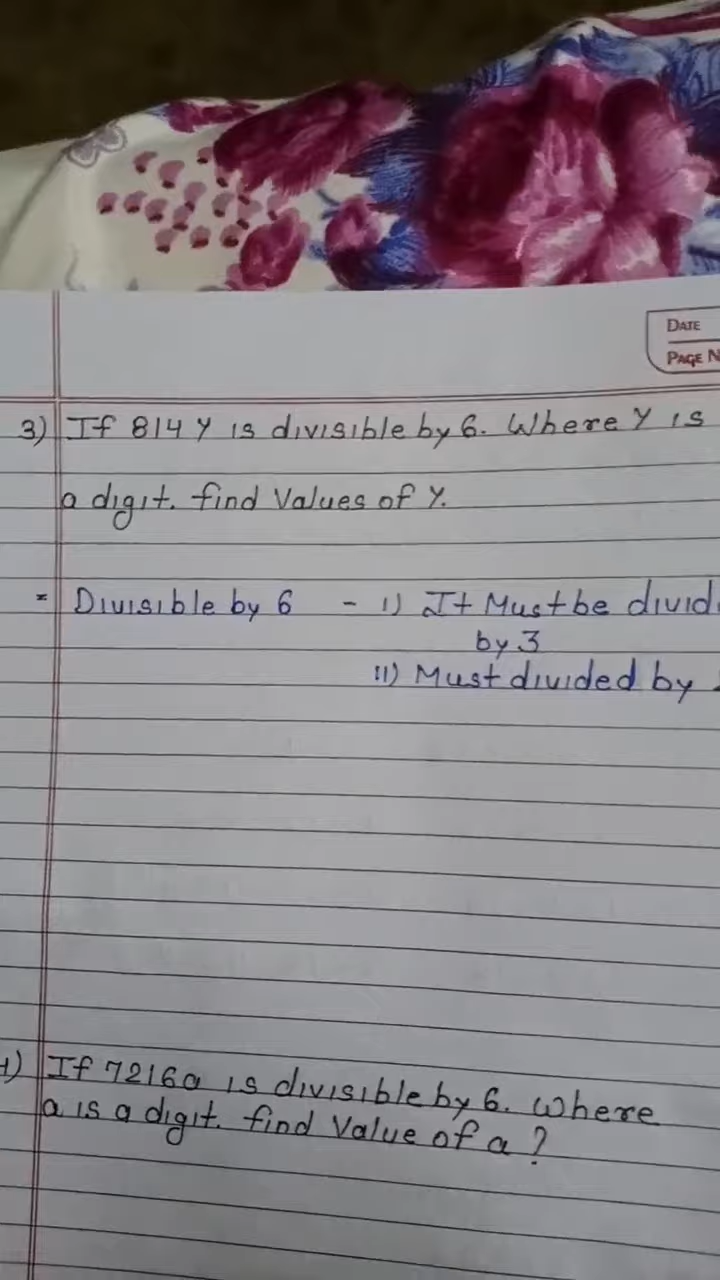 DATE
PAGE N
3) If 814 Y is divisible by 6. Where Y is
a digit. find Values of Y.
= Divisible by 6 - i) It Must be divid
by 3
ii) Must divided by
4) If 7216a is divisible by 6. where
a is a digit. find Value of a?